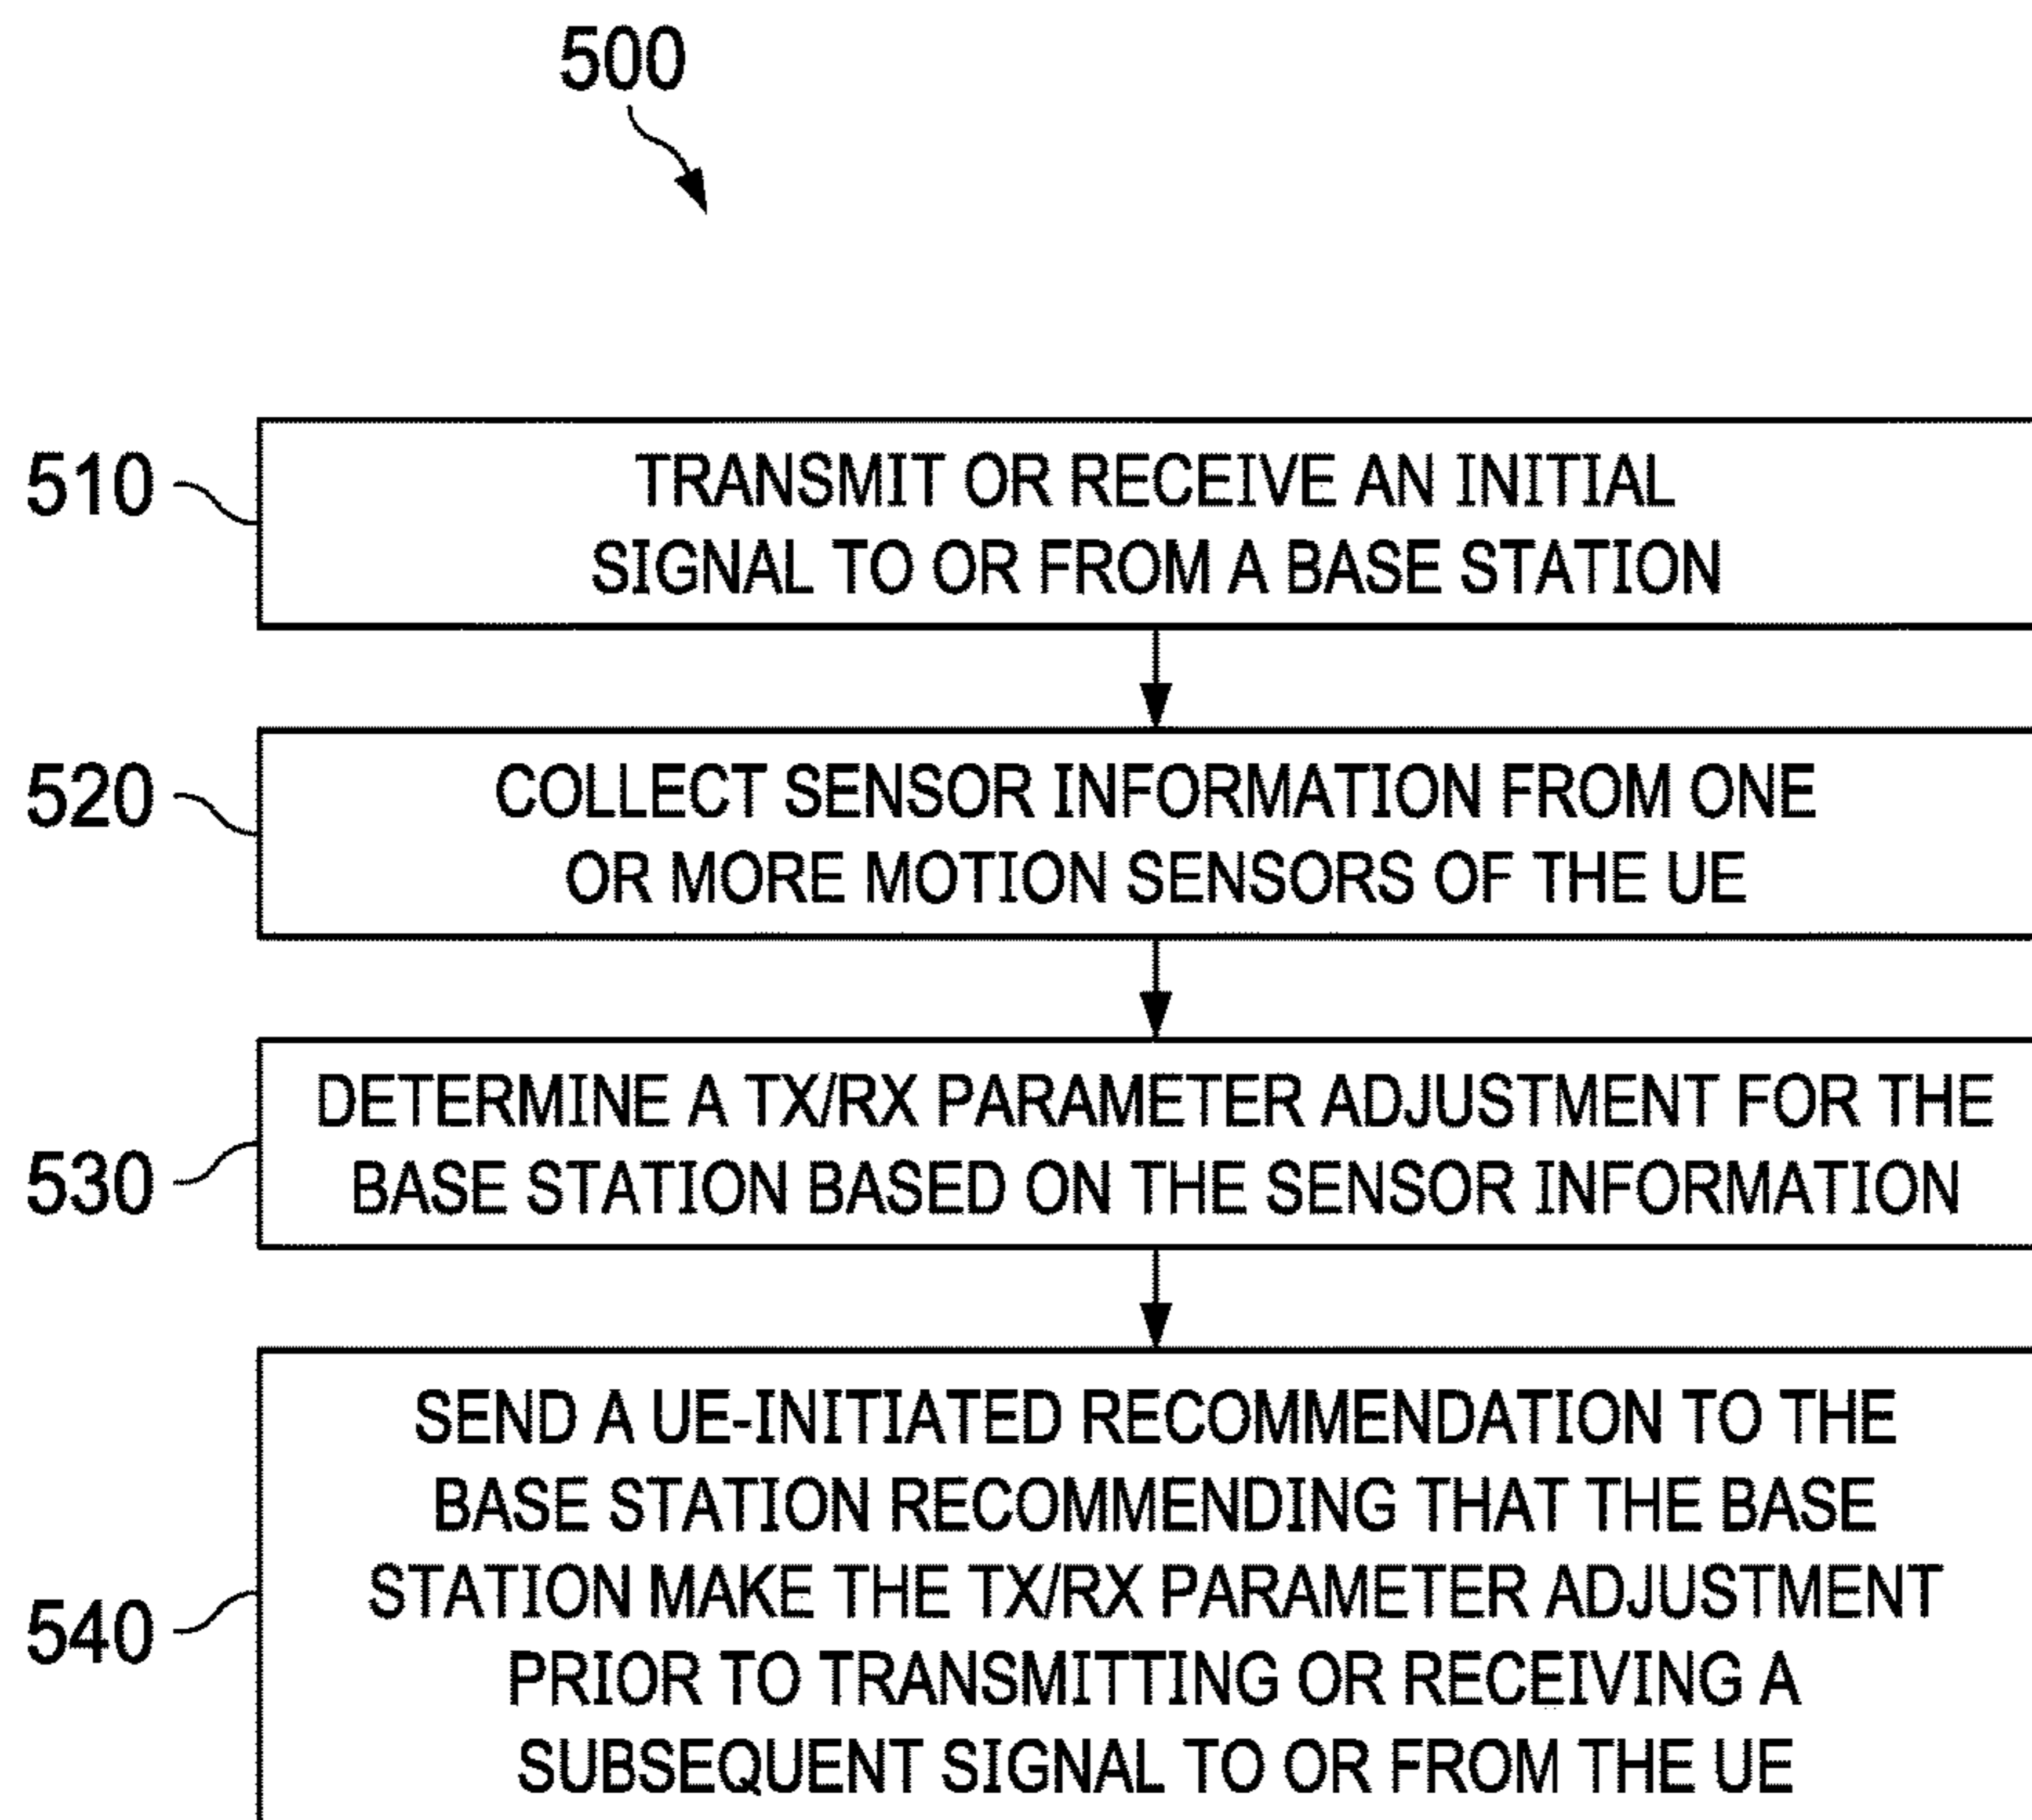 500
510
TRANSMIT OR RECEIVE AN INITIAL
SIGNAL TO OR FROM A BASE STATION
520
COLLECT SENSOR INFORMATION FROM ONE
OR MORE MOTION SENSORS OF THE UE
530
DETERMINE A TX/RX PARAMETER ADJUSTMENT FOR THE
BASE STATION BASED ON THE SENSOR INFORMATION
540
SEND A UE-INITIATED RECOMMENDATION TO THE
BASE STATION RECOMMENDING THAT THE BASE
STATION MAKE THE TX/RX PARAMETER ADJUSTMENT
PRIOR TO TRANSMITTING OR RECEIVING A
SUBSEQUENT SIGNAL TO OR FROM THE UE